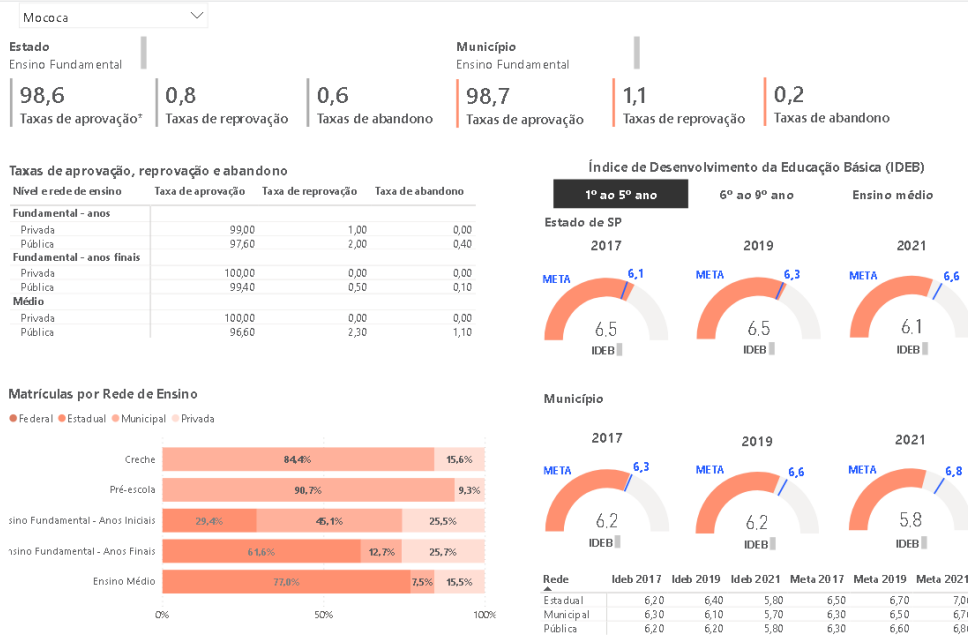 Mococa
Estado
Ensino Fundamental
98,6
Taxas de aprovação*
0,8
Taxas de reprovação
0,6
Taxas de abandono
Município
Ensino Fundamental
98,7
Taxas de aprovação
1,1
Taxas de reprovação
0,2
Taxas de abandono
Taxas de aprovação, reprovação e abandono
Nível e rede de ensino Taxa de aprovação Taxa de reprovação Taxa de abandono
Fundamental - anos
Privada 99,00 1,00 0,00
Pública 97,60 2,00 0,40
Fundamental - anos finais
Privada 100,00 0,00 0,00
Pública 99,40 0,50 0,10
Médio
Privada 100,00 0,00 0,00
Pública 96,60 2,30 1,10
Matrículas por Rede de Ensino
Federal Estadual Municipal Privada
Creche 84,4% 15,6%
Pré-escola 90,7% 9,3%
sino Fundamental - Anos Iniciais 29,4% 45,1% 25,5%
nsino Fundamental - Anos Finais 61,6% 12,7% 25,7%
Ensino Médio 77,0% 7,5% 15,5%
0% 50% 100%
Índice de Desenvolvimento da Educação Básica (IDEB)
1º ao 5º ano 6º ao 9º ano Ensino médio
Estado de SP
2017 2019 2021
META 6,1 META 6,3 META 6,6
6,5 6,5 6,1
IDEB IDEB IDEB
Município
2017 2019 2021
META 6,3 META 6,6 META 6,8
6,2 6,2 5,8
IDEB IDEB IDEB
Rede Ideb 2017 Ideb 2019 Ideb 2021 Meta 2017 Meta 2019 Meta 2021
Estadual 6,20 6,40 5,80 6,50 6,70 7,0
Municipal 6,30 6,10 5,70 6,30 6,50 6,7
Pública 6,20 6,20 5,80 6,30 6,60 6,8